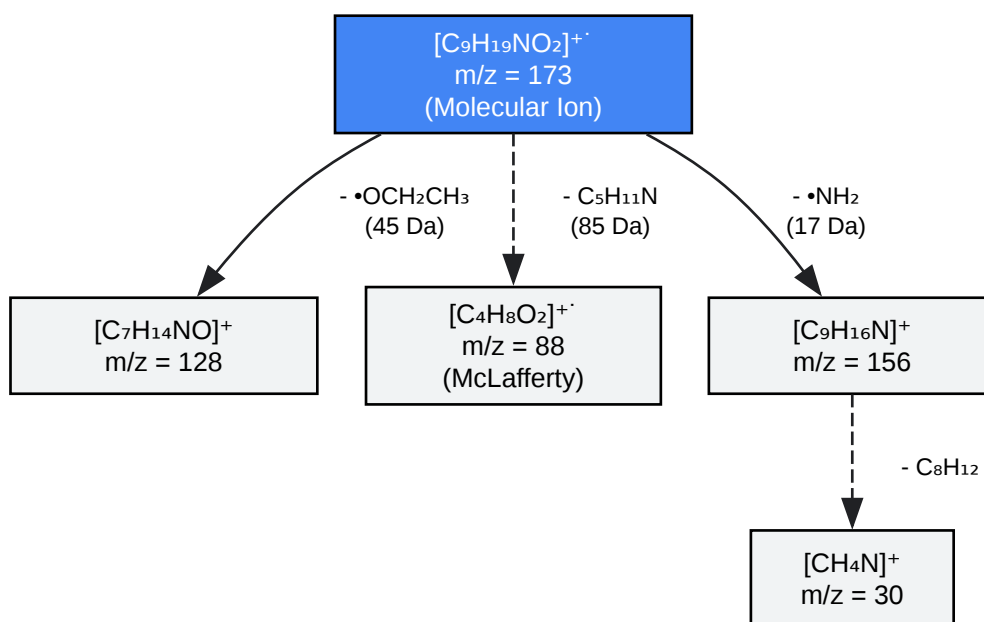 [C₉H₁₉NO₂]⁺˙
m/z = 173
(Molecular Ion)
- •OCH₂CH₃
(45 Da)
- C₅H₁₁N
(85 Da)
- •NH₂
(17 Da)
[C₇H₁₄NO]⁺
m/z = 128
[C₄H₈O₂]⁺˙
m/z = 88
(McLafferty)
[C₉H₁₆N]⁺
m/z = 156
- C₈H₁₂
[CH₄N]⁺
m/z = 30